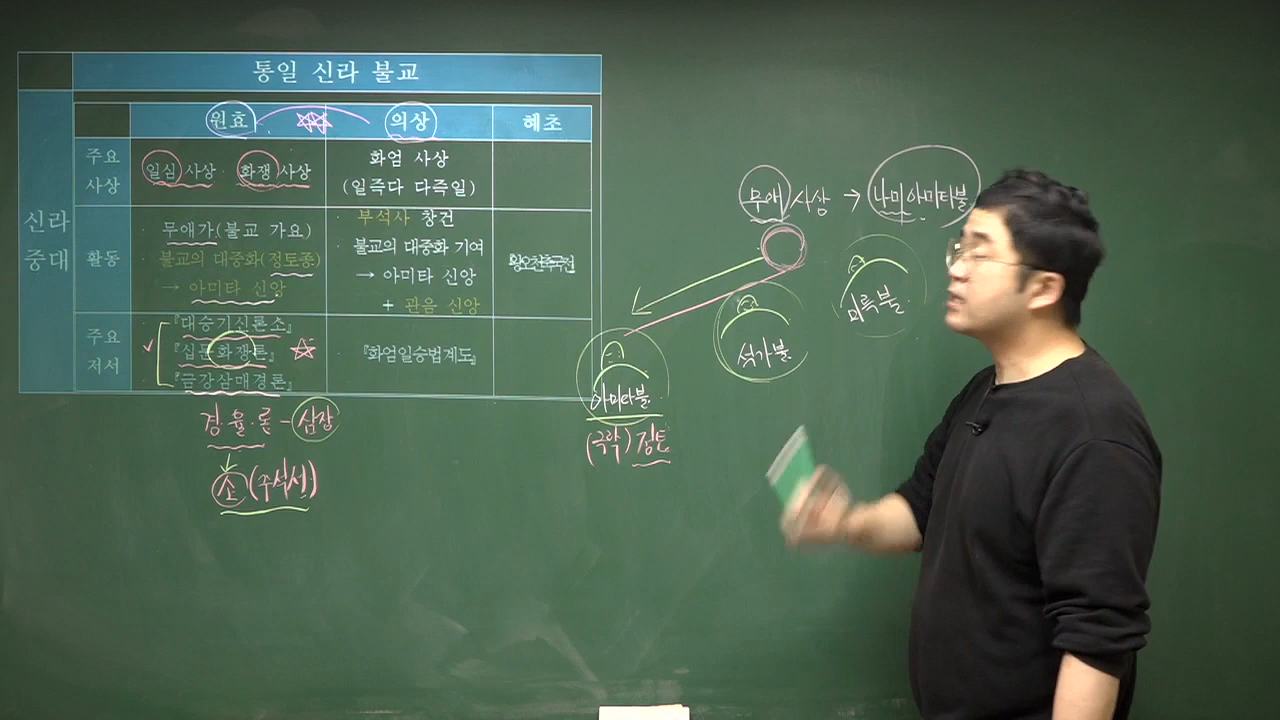 통일 신라 불교
신라
중대
원효
의상
혜초
주요
사상
일심 사상 · 화쟁 사상
화엄 사상
(일즉다 다즉일)
활동
· 무애가(불교 가요)
· 불교의 대중화(정토종)
→ 아미타 신앙
· 부석사 창건
· 불교의 대중화 기여
→ 아미타 신앙
+ 관음 신앙
왕오천축국전
주요
저서
· 『대승기신론소』
· 『십문화쟁론』
· 『금강삼매경론』
· 『화엄일승법계도』
경·율·론 - 삼장
↓
소 (주석서)
무애 사상 → 나미아미타불
아미타불
(극락) 정토
석가불
미륵불